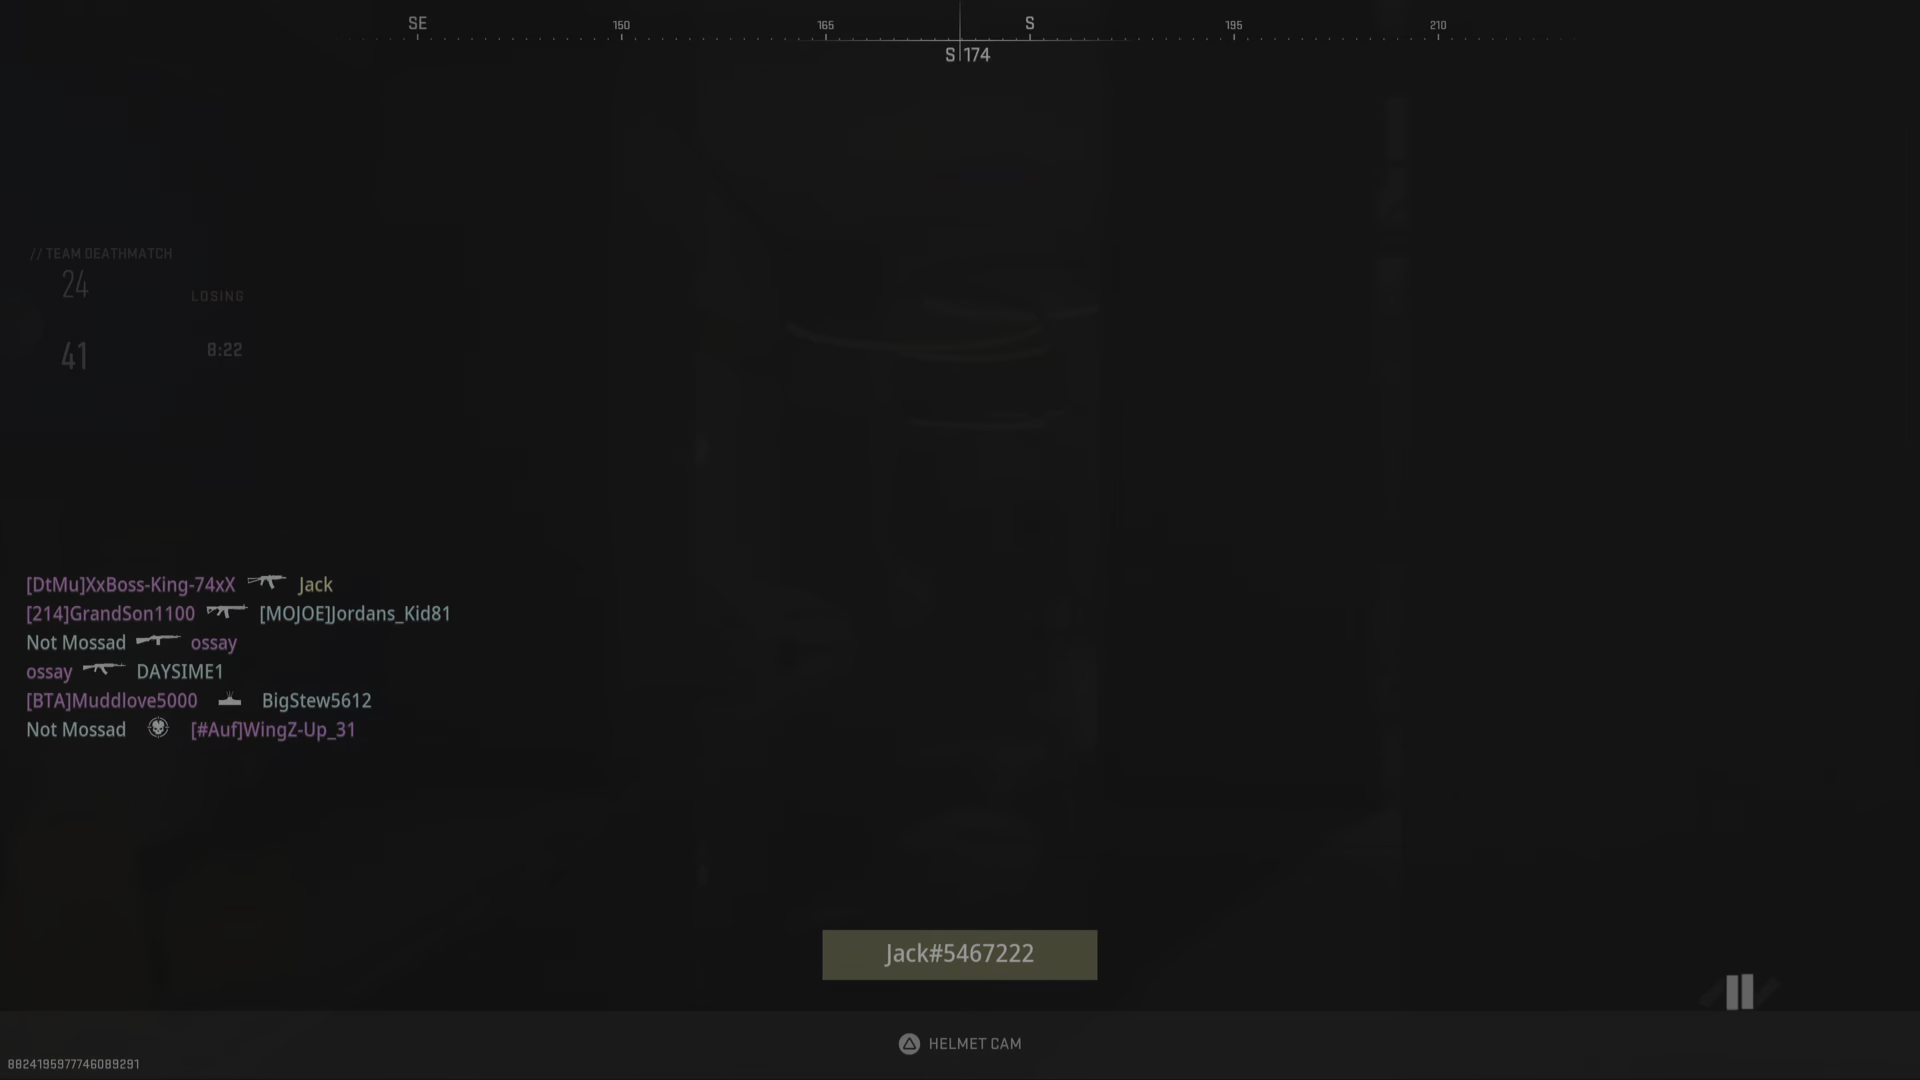 SE 150 165 S 195 210
S 174
// TEAM DEATHMATCH
24
LOSING
41
8:22
[DtMu]XxBoss-King-74xX Jack
[214]GrandSon1100 [MOJOE]Jordans_Kid81
Not Mossad ossay
ossay DAYSIME1
[BTA]Muddlove5000 BigStew5612
Not Mossad [#Auf]WingZ-Up_31
Jack#5467222
HELMET CAM
8824195977746089291